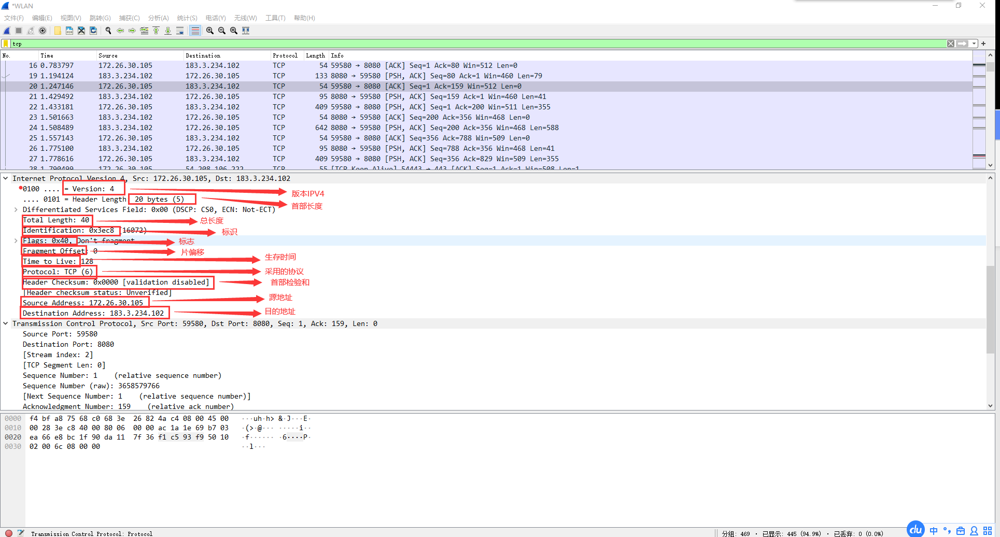 *WLAN
文件(F) 编辑(E) 视图(V) 跳转(G) 捕获(C) 分析(A) 统计(S) 电话(Y) 无线(W) 工具(T) 帮助(H)
tcp
No. Time Source Destination Protocol Length Info
16 0.783797 172.26.30.105 183.3.234.102 TCP 54 59580 → 8080 [ACK] Seq=1 Ack=80 Win=512 Len=0
19 1.194124 183.3.234.102 172.26.30.105 TCP 133 8080 → 59580 [PSH, ACK] Seq=80 Ack=1 Win=460 Len=79
20 1.247146 172.26.30.105 183.3.234.102 TCP 54 59580 → 8080 [ACK] Seq=1 Ack=159 Win=512 Len=0
21 1.429492 183.3.234.102 172.26.30.105 TCP 95 8080 → 59580 [PSH, ACK] Seq=159 Ack=1 Win=460 Len=41
22 1.433181 172.26.30.105 183.3.234.102 TCP 409 59580 → 8080 [PSH, ACK] Seq=1 Ack=200 Win=511 Len=355
23 1.501663 183.3.234.102 172.26.30.105 TCP 54 8080 → 59580 [ACK] Seq=200 Ack=356 Win=468 Len=0
24 1.508489 183.3.234.102 172.26.30.105 TCP 642 8080 → 59580 [PSH, ACK] Seq=200 Ack=356 Win=468 Len=588
25 1.557143 172.26.30.105 183.3.234.102 TCP 54 59580 → 8080 [ACK] Seq=356 Ack=788 Win=509 Len=0
26 1.775100 183.3.234.102 172.26.30.105 TCP 95 8080 → 59580 [PSH, ACK] Seq=788 Ack=356 Win=468 Len=41
27 1.778616 172.26.30.105 183.3.234.102 TCP 409 59580 → 8080 [PSH, ACK] Seq=356 Ack=829 Win=509 Len=355
28 1.790499 172.26.30.105 54.208.106.222 TCP 55 [TCP Keep-Alive] 54443 → 443 [ACK] Seq=1 Ack=1 Win=508 Len=1
Internet Protocol Version 4, Src: 172.26.30.105, Dst: 183.3.234.102
0100 .... = Version: 4 版本IPV4
.... 0101 = Header Length 20 bytes (5) 首部长度
Differentiated Services Field: 0x00 (DSCP: CS0, ECN: Not-ECT)
Total Length: 40 总长度
Identification: 0x3ec8 (16072) 标识
Flags: 0x40, Don't fragment 标志
Fragment Offset: 0 片偏移
Time to Live: 128 生存时间
Protocol: TCP (6) 采用的协议
Header Checksum: 0x0000 [validation disabled] 首部检验和
[Header checksum status: Unverified]
Source Address: 172.26.30.105 源地址
Destination Address: 183.3.234.102 目的地址
Transmission Control Protocol, Src Port: 59580, Dst Port: 8080, Seq: 1, Ack: 159, Len: 0
Source Port: 59580
Destination Port: 8080
[Stream index: 2]
[TCP Segment Len: 0]
Sequence Number: 1 (relative sequence number)
Sequence Number (raw): 3658579766
[Next Sequence Number: 1 (relative sequence number)]
Acknowledgment Number: 159 (relative ack number)
0000 f4 bf a8 75 68 c0 68 3e 26 82 4a c4 08 00 45 00 ···uh·h> &·J···E·
0010 00 28 3e c8 40 00 80 06 00 00 ac 1a 1e 69 b7 03 ·(>·@··· ·····i··
0020 ea 66 e8 bc 1f 90 da 11 7f 36 f1 c5 93 f9 50 10 ·f······ ·6····P·
0030 02 00 6c 08 00 00 ··l···
Transmission Control Protocol: Protocol 分组: 469 · 已显示: 445 (94.9%) · 已丢弃: 0 (0.0%)
du 中